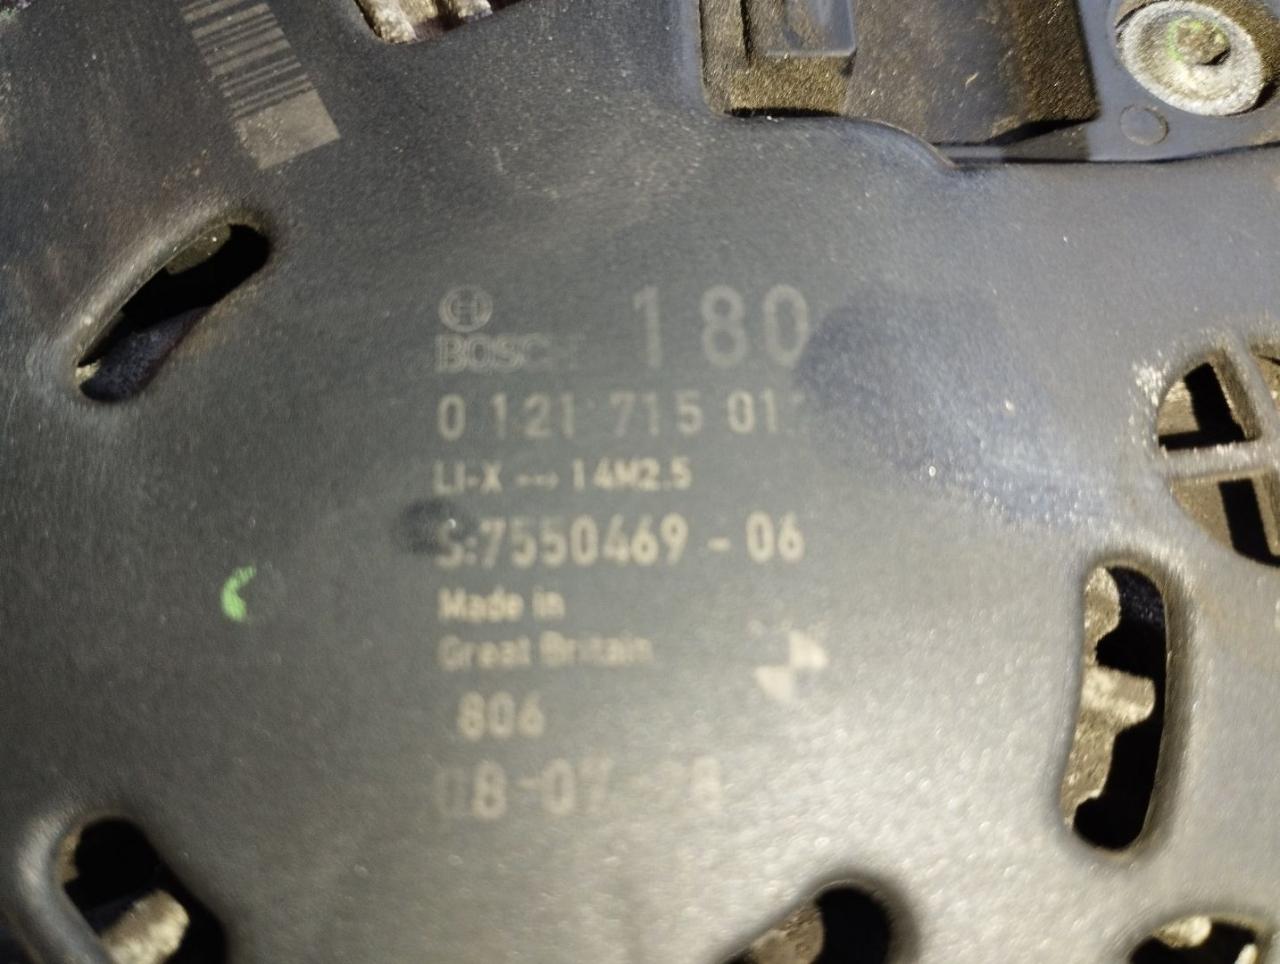 BOSCH 180
0 121 715 01
LI-X ⟶ 14M2.5
S:7550469 - 06
Made in
Great Britain
806